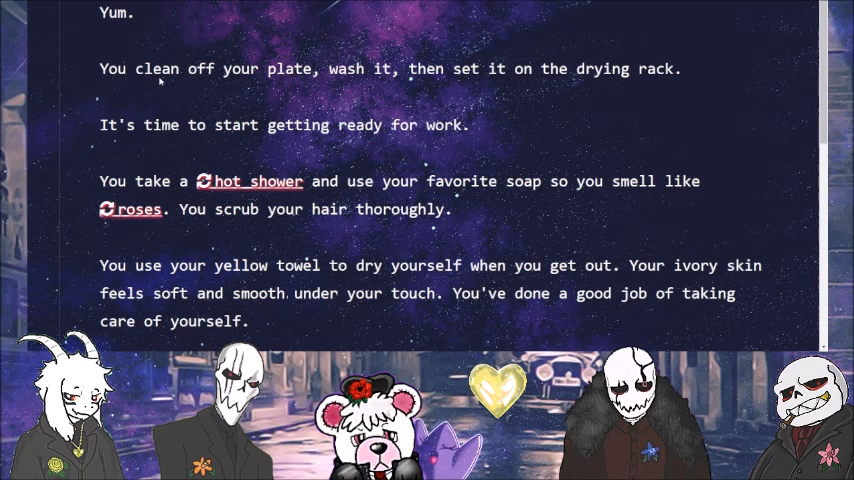 Yum.
You clean off your plate, wash it, then set it on the drying rack.
It's time to start getting ready for work.
You take a hot shower and use your favorite soap so you smell like
roses. You scrub your hair thoroughly.
You use your yellow towel to dry yourself when you get out. Your ivory skin
feels soft and smooth under your touch. You've done a good job of taking
care of yourself.